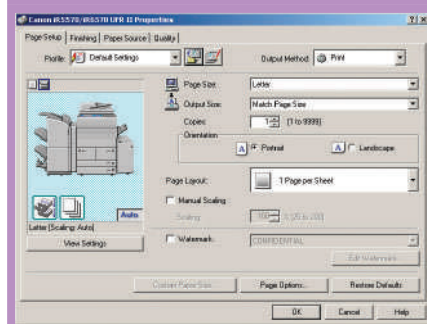 Canon iR5570/iR6570 UFR II Properties
Page Setup Finishing Paper Source Quality
Profile: Default Settings Output Method: Print
Page Size: Letter
Output Size: Match Page Size
Copies: 1 [1 to 9999]
Orientation
A Portrait A Landscape
Page Layout: 1 Page per Sheet
Manual Scaling
Scaling: 100 % [25 to 200]
Auto
Letter [Scaling: Auto]
View Settings
Watermark: CONFIDENTIAL
Edit Watermark...
Custom Paper Size... Page Options... Restore Defaults
OK Cancel Help